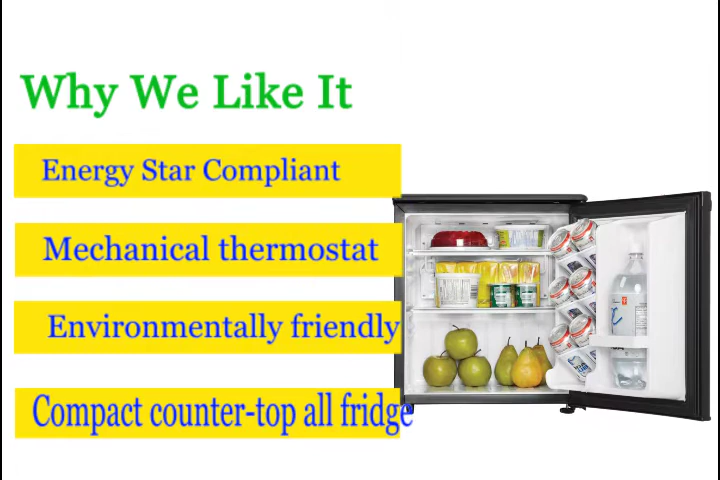 Why We Like It
Energy Star Compliant
Mechanical thermostat
Environmentally friendly
Compact counter-top all fridge